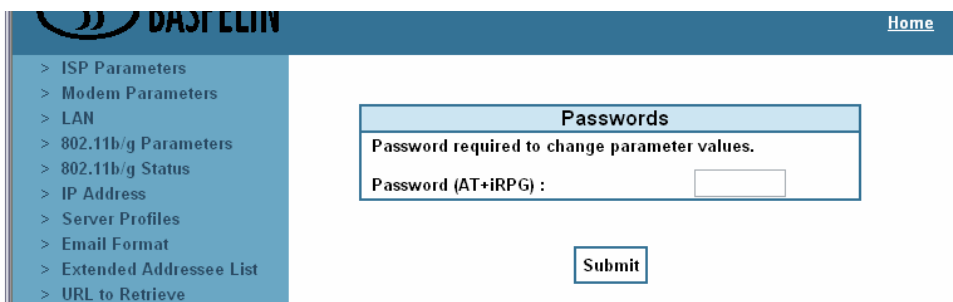 BASPELIN
Home
> ISP Parameters
> Modem Parameters
> LAN
> 802.11b/g Parameters
> 802.11b/g Status
> IP Address
> Server Profiles
> Email Format
> Extended Addressee List
> URL to Retrieve
Passwords
Password required to change parameter values.
Password (AT+iRPG) :
Submit